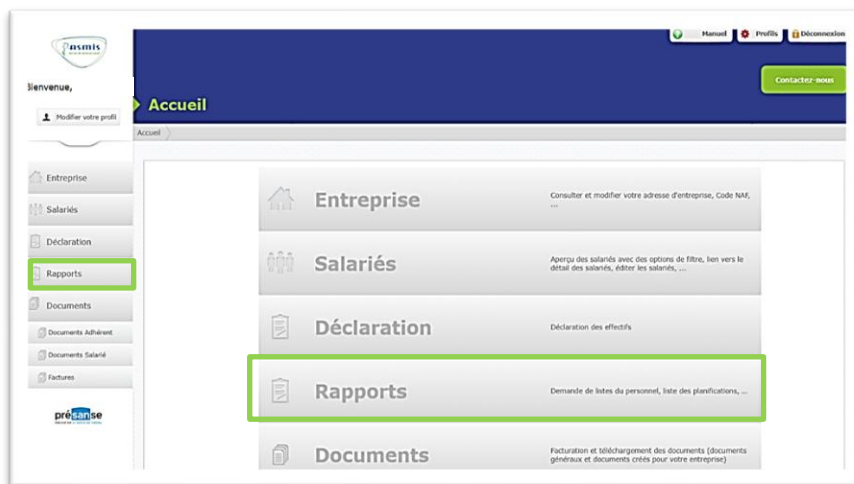 asmis
Manuel
Profils
Déconnexion
Bienvenue,
Contactez-nous
Modifier votre profil
Accueil
Accueil
Entreprise
Salariés
Déclaration
Rapports
Documents
Documents Adhérent
Documents Salarié
Factures
présanse
Entreprise
Consulter et modifier votre adresse d'entreprise, Code NAF,
...
Salariés
Aperçu des salariés avec des options de filtre, lien vers le
détail des salariés, éditer les salariés, ...
Déclaration
Déclaration des effectifs
Rapports
Demande de listes du personnel, liste des planifications, ...
Documents
Facturation et téléchargement des documents (documents
généraux et documents créés pour votre entreprise)